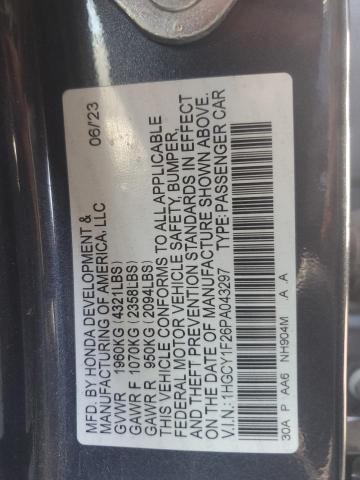 MFD. BY HONDA DEVELOPMENT & 06/'23
MANUFACTURING OF AMERICA, LLC
GVWR 1960KG (4321LBS)
GAWR F 1070KG (2358LBS)
GAWR R 950KG (2094LBS)
THIS VEHICLE CONFORMS TO ALL APPLICABLE
FEDERAL MOTOR VEHICLE SAFETY, BUMPER,
AND THEFT PREVENTION STANDARDS IN EFFECT
ON THE DATE OF MANUFACTURE SHOWN ABOVE.
V.I.N.: 1HGCY1F26PA043297 TYPE: PASSENGER CAR
30A P AA6 NH904M A A